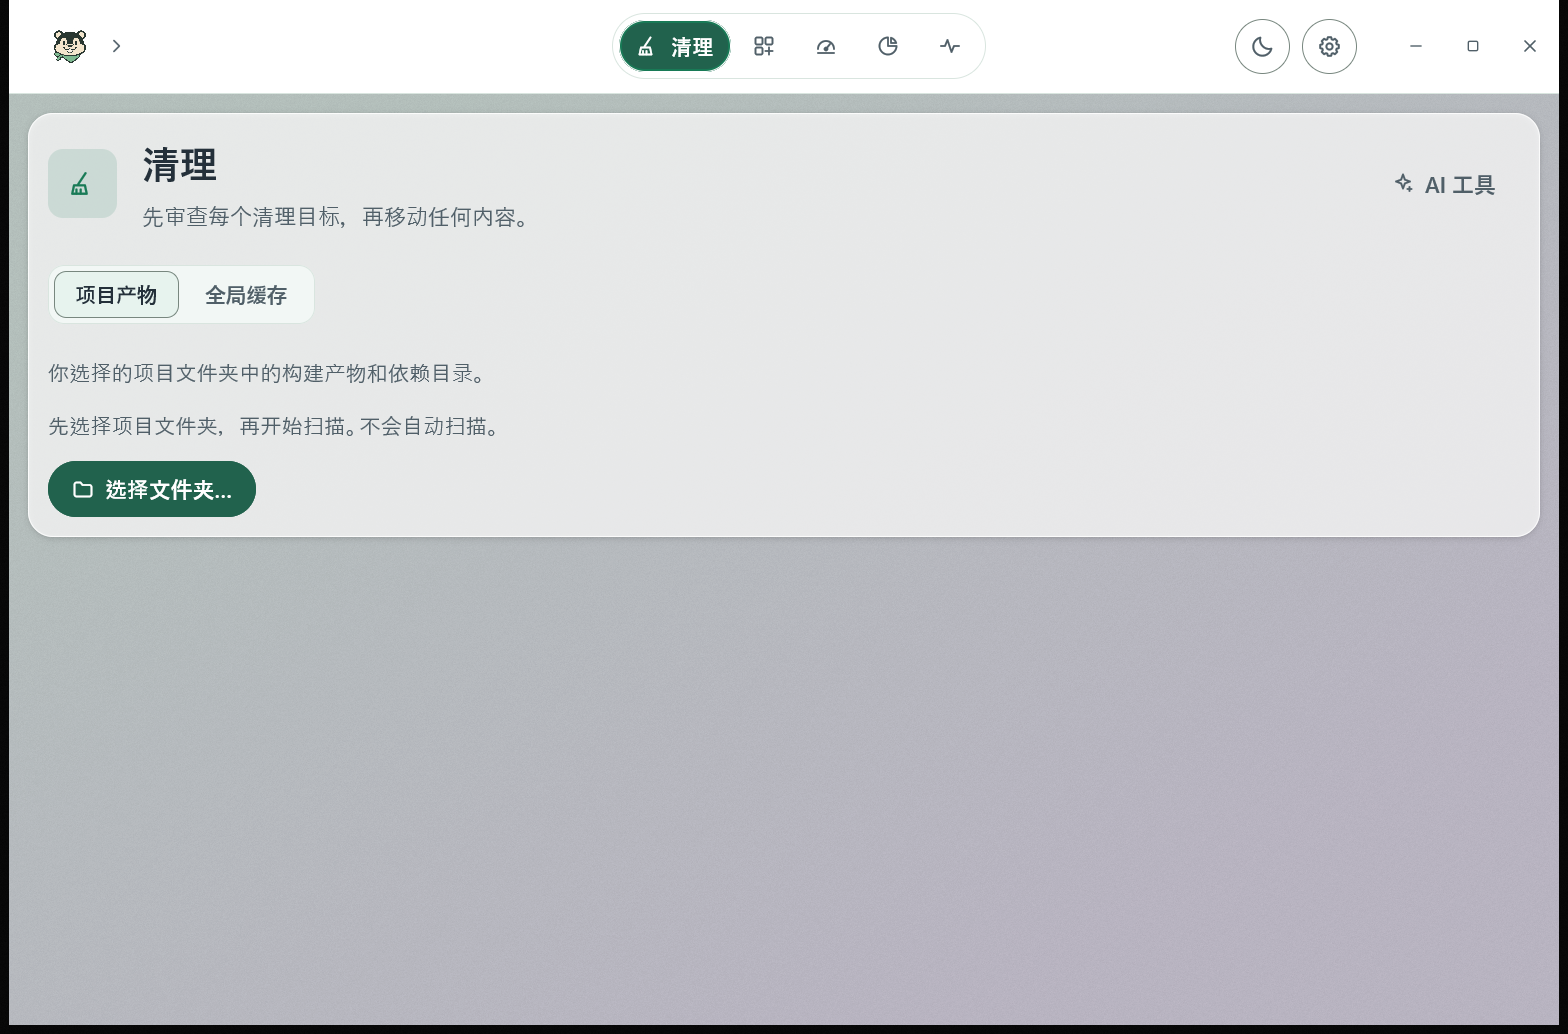 清理
清理
先审查每个清理目标，再移动任何内容。
AI 工具
项目产物
全局缓存
你选择的项目文件夹中的构建产物和依赖目录。
先选择项目文件夹，再开始扫描。不会自动扫描。
选择文件夹...